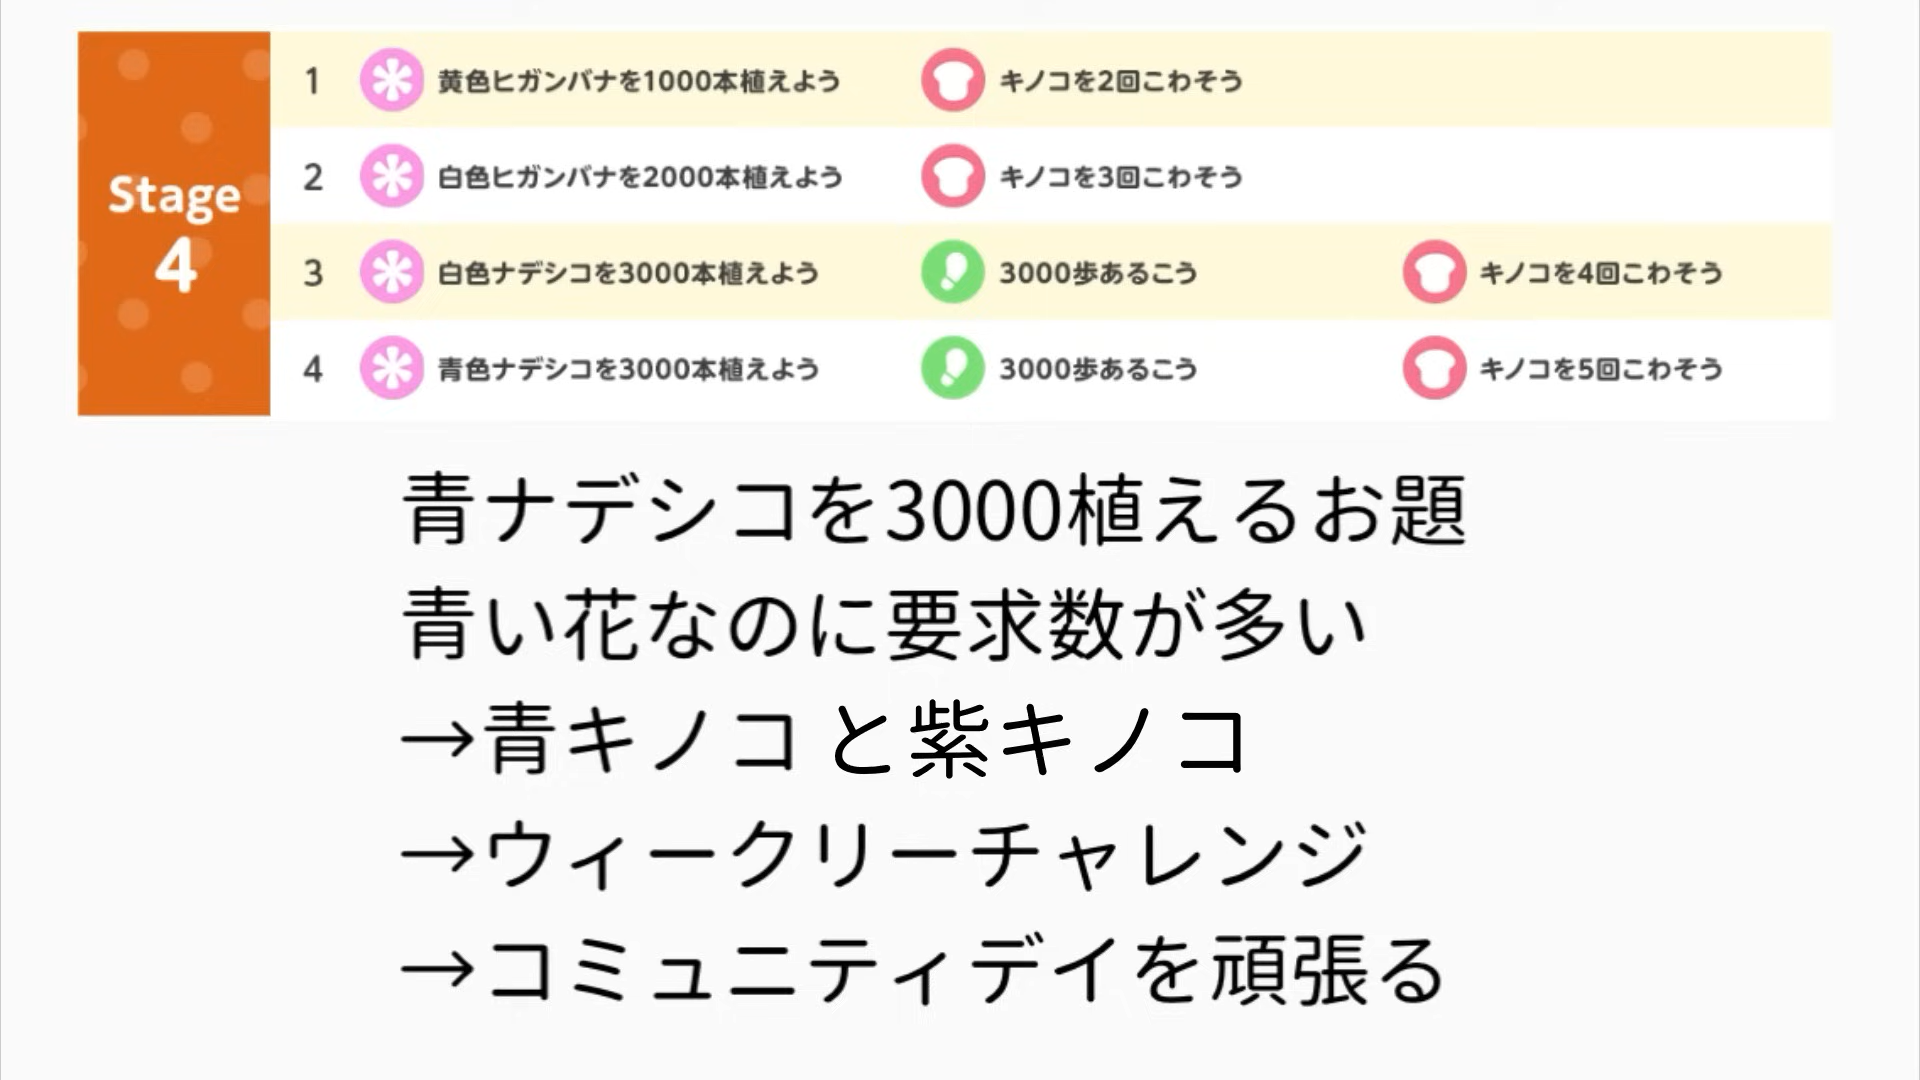 Stage
4
1 黄色ヒガンバナを1000本植えよう キノコを2回こわそう
2 白色ヒガンバナを2000本植えよう キノコを3回こわそう
3 白色ナデシコを3000本植えよう 3000歩あるこう キノコを4回こわそう
4 青色ナデシコを3000本植えよう 3000歩あるこう キノコを5回こわそう
青ナデシコを3000植えるお題
青い花なのに要求数が多い
→青キノコ と紫キノコ
→ウィークリーチャレンジ
→コミュニティデイを頑張る